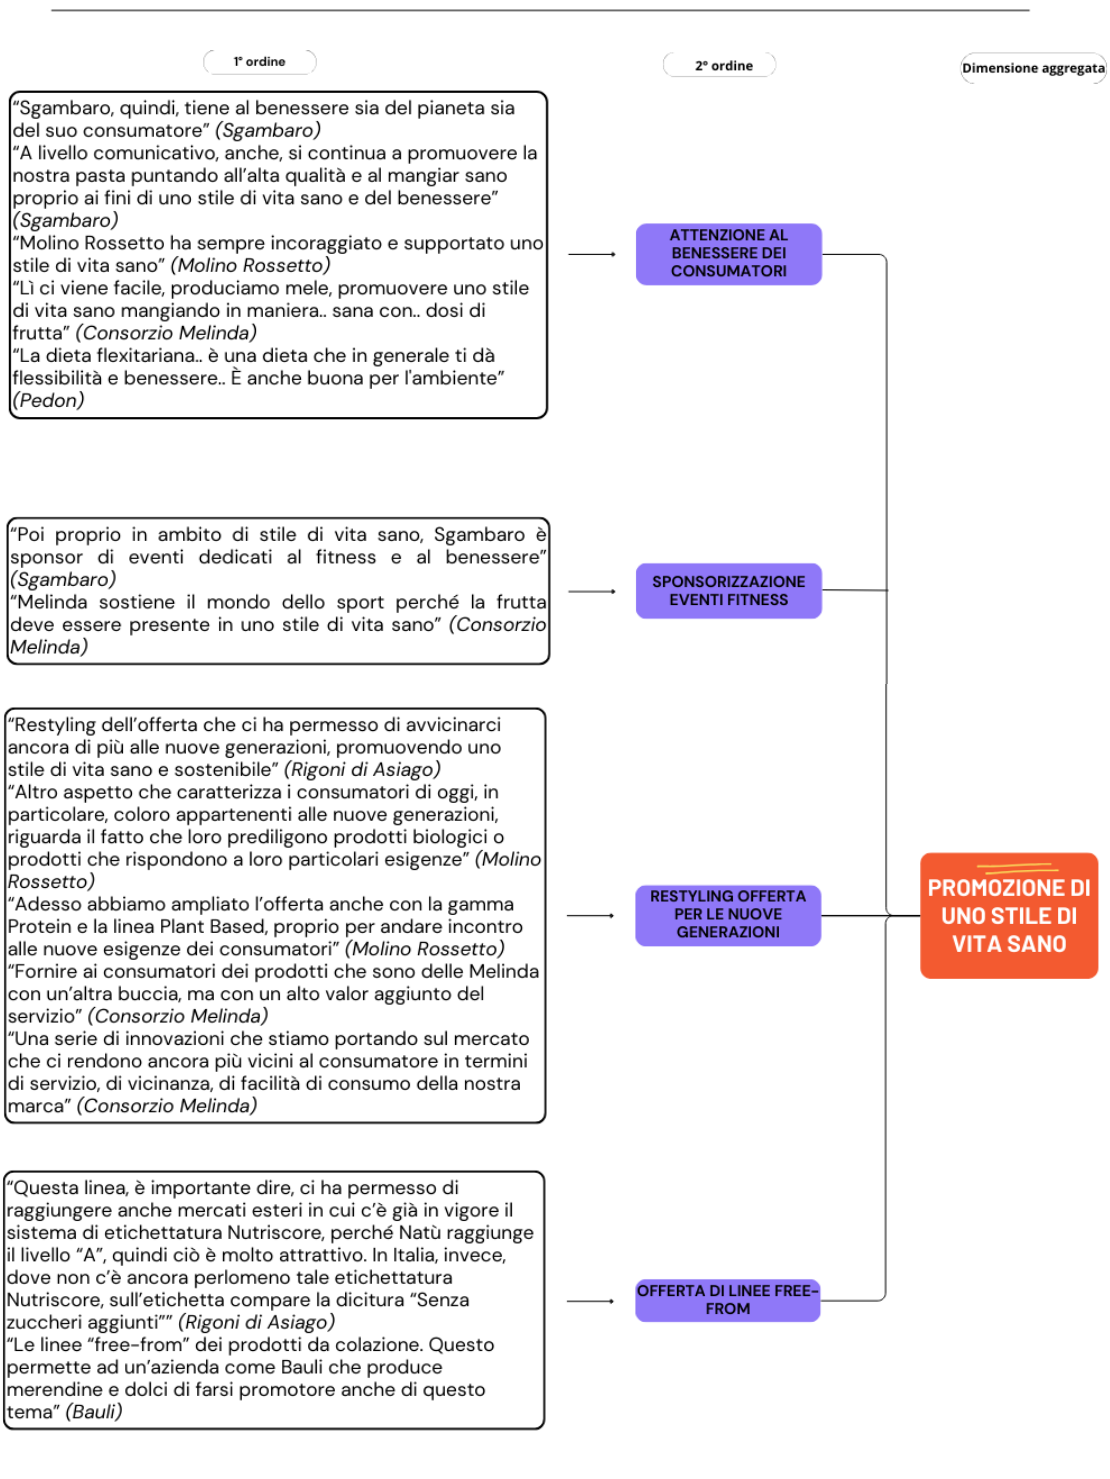 1° ordine
2° ordine
Dimensione aggregata
“Sgambaro, quindi, tiene al benessere sia del pianeta sia
del suo consumatore” (Sgambaro)
“A livello comunicativo, anche, si continua a promuovere la
nostra pasta puntando all’alta qualità e al mangiar sano
proprio ai fini di uno stile di vita sano e del benessere”
(Sgambaro)
“Molino Rossetto ha sempre incoraggiato e supportato uno
stile di vita sano” (Molino Rossetto)
“Lì ci viene facile, produciamo mele, promuovere uno stile
di vita sano mangiando in maniera.. sana con.. dosi di
frutta” (Consorzio Melinda)
“La dieta flexitariana.. è una dieta che in generale ti dà
flessibilità e benessere.. È anche buona per l'ambiente”
(Pedon)
ATTENZIONE AL
BENESSERE DEI
CONSUMATORI
“Poi proprio in ambito di stile di vita sano, Sgambaro è
sponsor di eventi dedicati al fitness e al benessere”
(Sgambaro)
“Melinda sostiene il mondo dello sport perché la frutta
deve essere presente in uno stile di vita sano” (Consorzio
Melinda)
SPONSORIZZAZIONE
EVENTI FITNESS
“Restyling dell’offerta che ci ha permesso di avvicinarci
ancora di più alle nuove generazioni, promuovendo uno
stile di vita sano e sostenibile” (Rigoni di Asiago)
“Altro aspetto che caratterizza i consumatori di oggi, in
particolare, coloro appartenenti alle nuove generazioni,
riguarda il fatto che loro prediligono prodotti biologici o
prodotti che rispondono a loro particolari esigenze” (Molino
Rossetto)
“Adesso abbiamo ampliato l’offerta anche con la gamma
Protein e la linea Plant Based, proprio per andare incontro
alle nuove esigenze dei consumatori” (Molino Rossetto)
“Fornire ai consumatori dei prodotti che sono delle Melinda
con un’altra buccia, ma con un alto valor aggiunto del
servizio” (Consorzio Melinda)
“Una serie di innovazioni che stiamo portando sul mercato
che ci rendono ancora più vicini al consumatore in termini
di servizio, di vicinanza, di facilità di consumo della nostra
marca” (Consorzio Melinda)
RESTYLING OFFERTA
PER LE NUOVE
GENERAZIONI
PROMOZIONE DI
UNO STILE DI
VITA SANO
“Questa linea, è importante dire, ci ha permesso di
raggiungere anche mercati esteri in cui c’è già in vigore il
sistema di etichettatura Nutriscore, perché Natù raggiunge
il livello “A”, quindi ciò è molto attrattivo. In Italia, invece,
dove non c’è ancora perlomeno tale etichettatura
Nutriscore, sull’etichetta compare la dicitura “Senza
zuccheri aggiunti”” (Rigoni di Asiago)
“Le linee “free-from” dei prodotti da colazione. Questo
permette ad un’azienda come Bauli che produce
merendine e dolci di farsi promotore anche di questo
tema” (Bauli)
OFFERTA DI LINEE FREE-
FROM